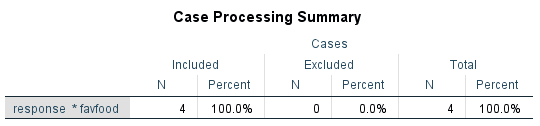 Case Processing Summary
Cases
Included Excluded Total
N Percent N Percent N Percent
response * favfood 4 100.0% 0 0.0% 4 100.0%